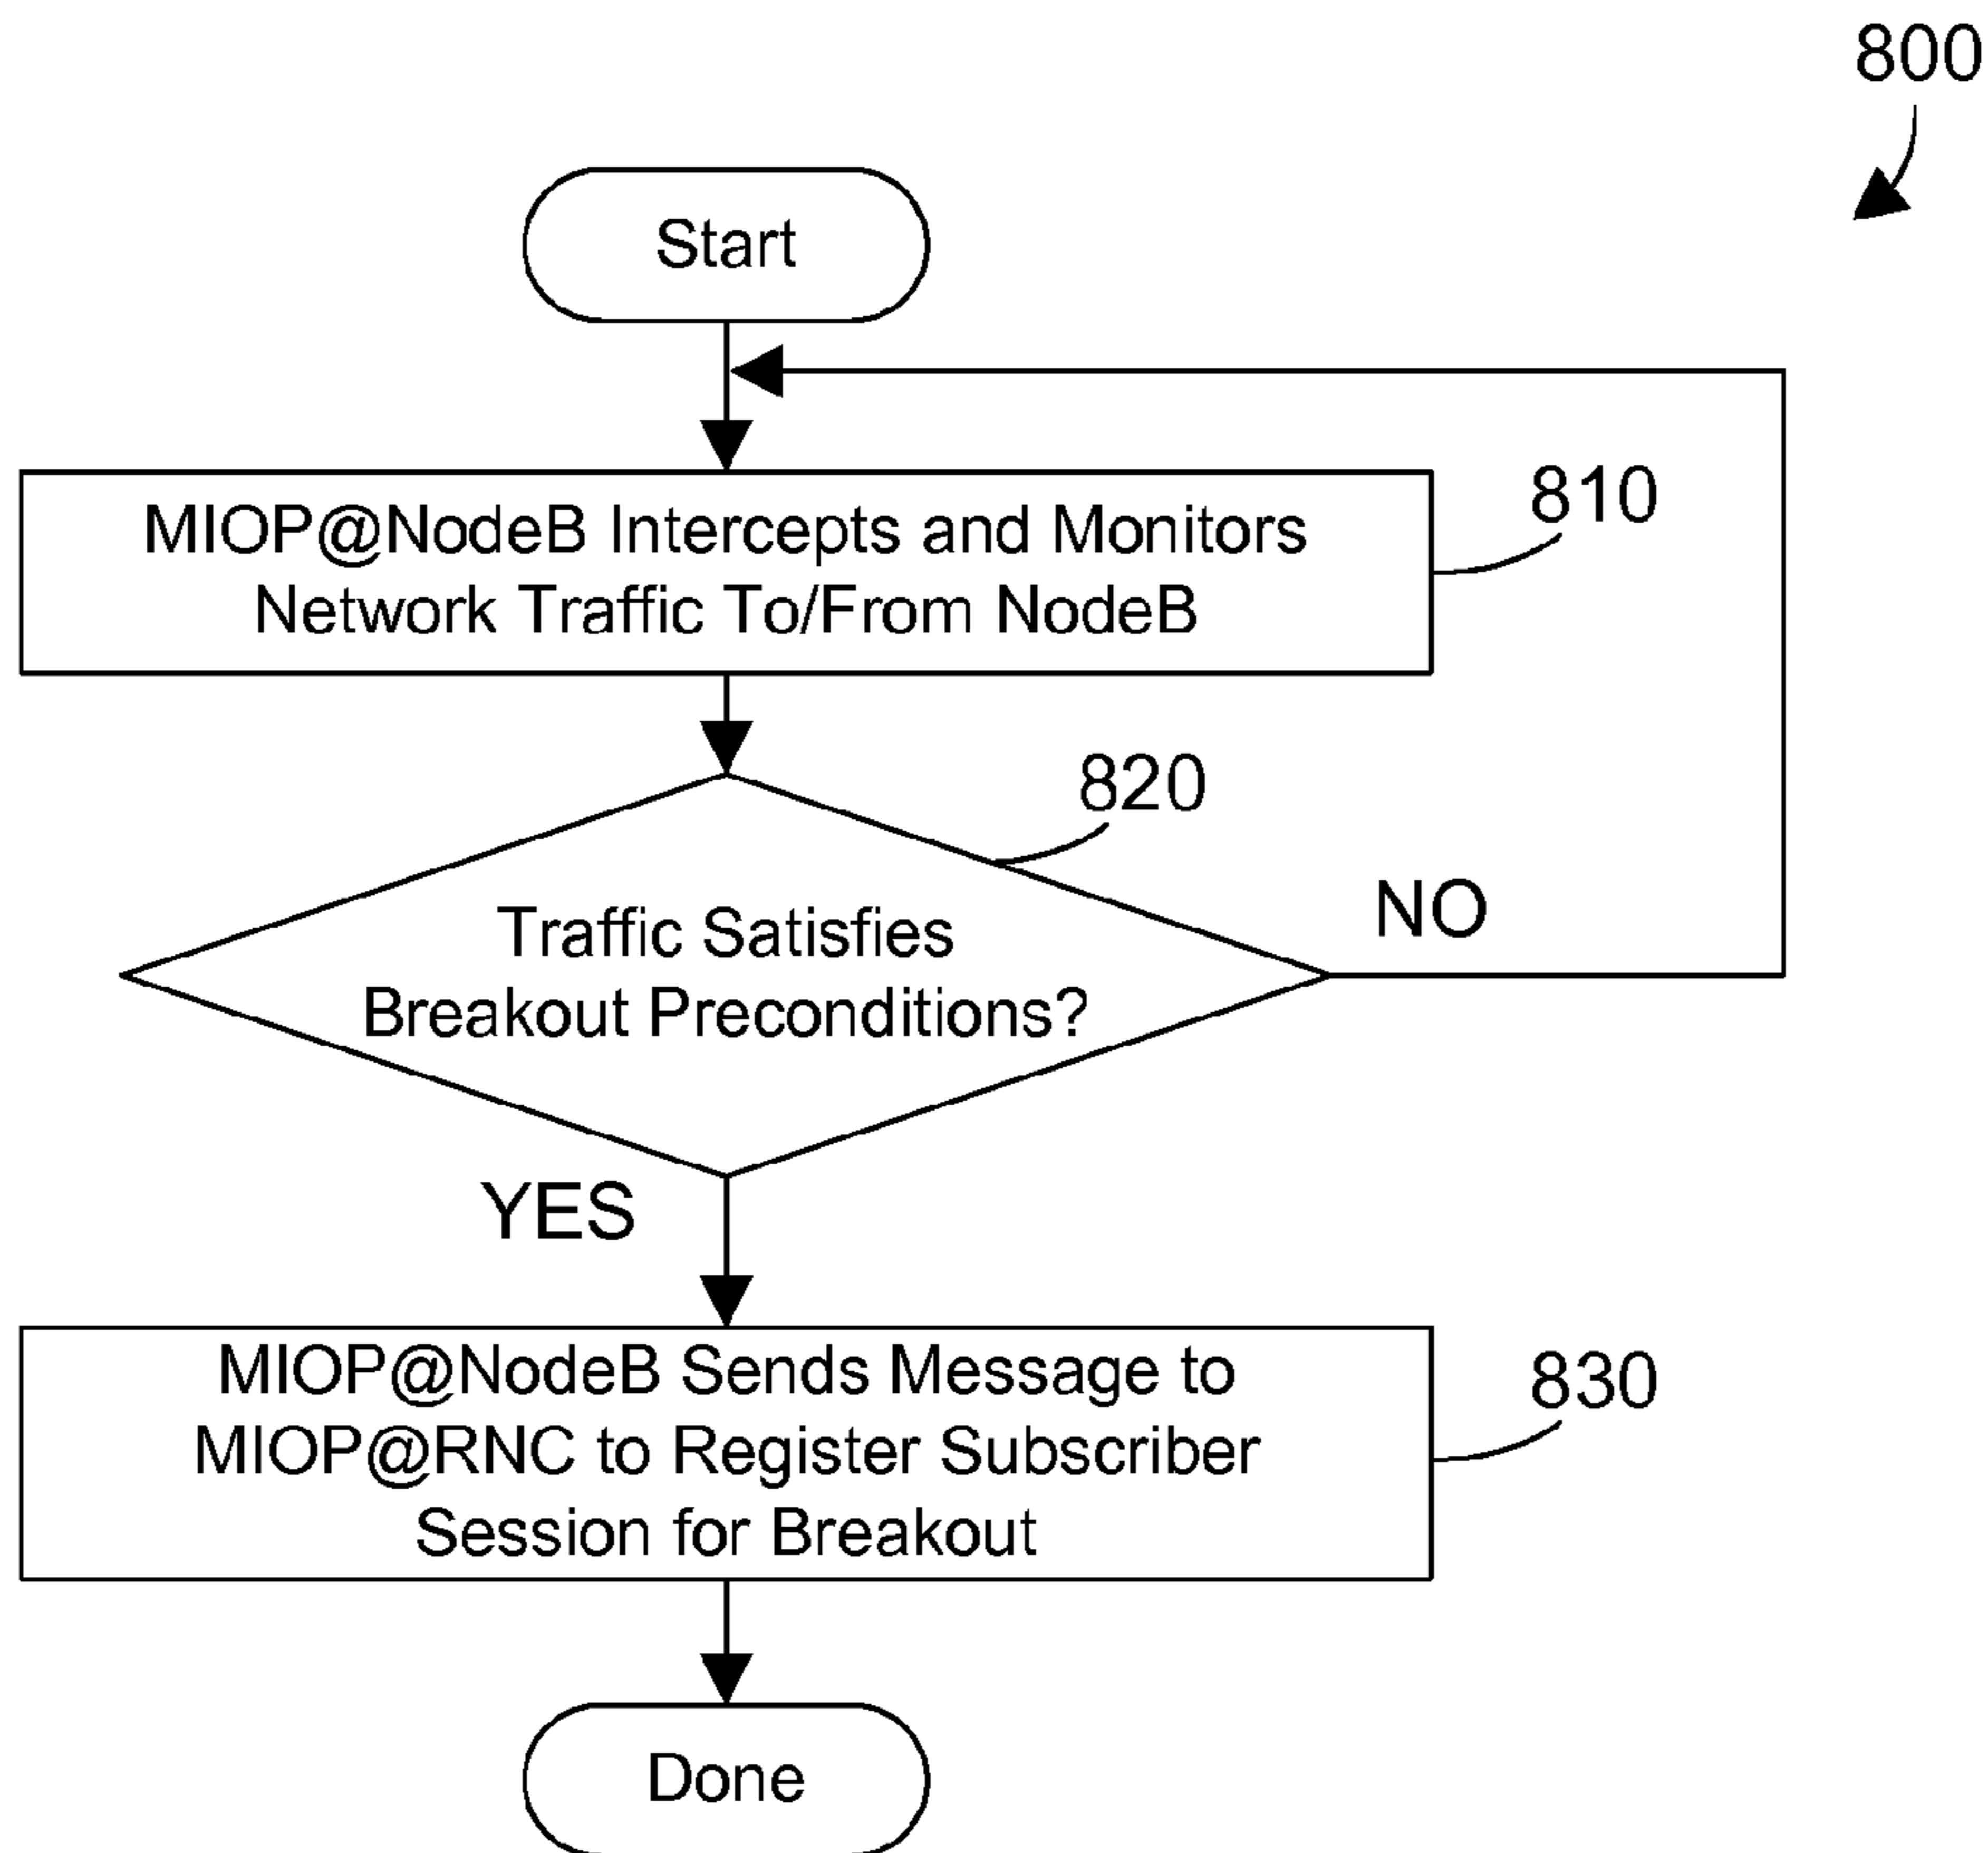 800
Start
MIOP@NodeB Intercepts and Monitors
Network Traffic To/From NodeB
810
820
Traffic Satisfies
Breakout Preconditions?
NO
YES
MIOP@NodeB Sends Message to
MIOP@RNC to Register Subscriber
Session for Breakout
830
Done